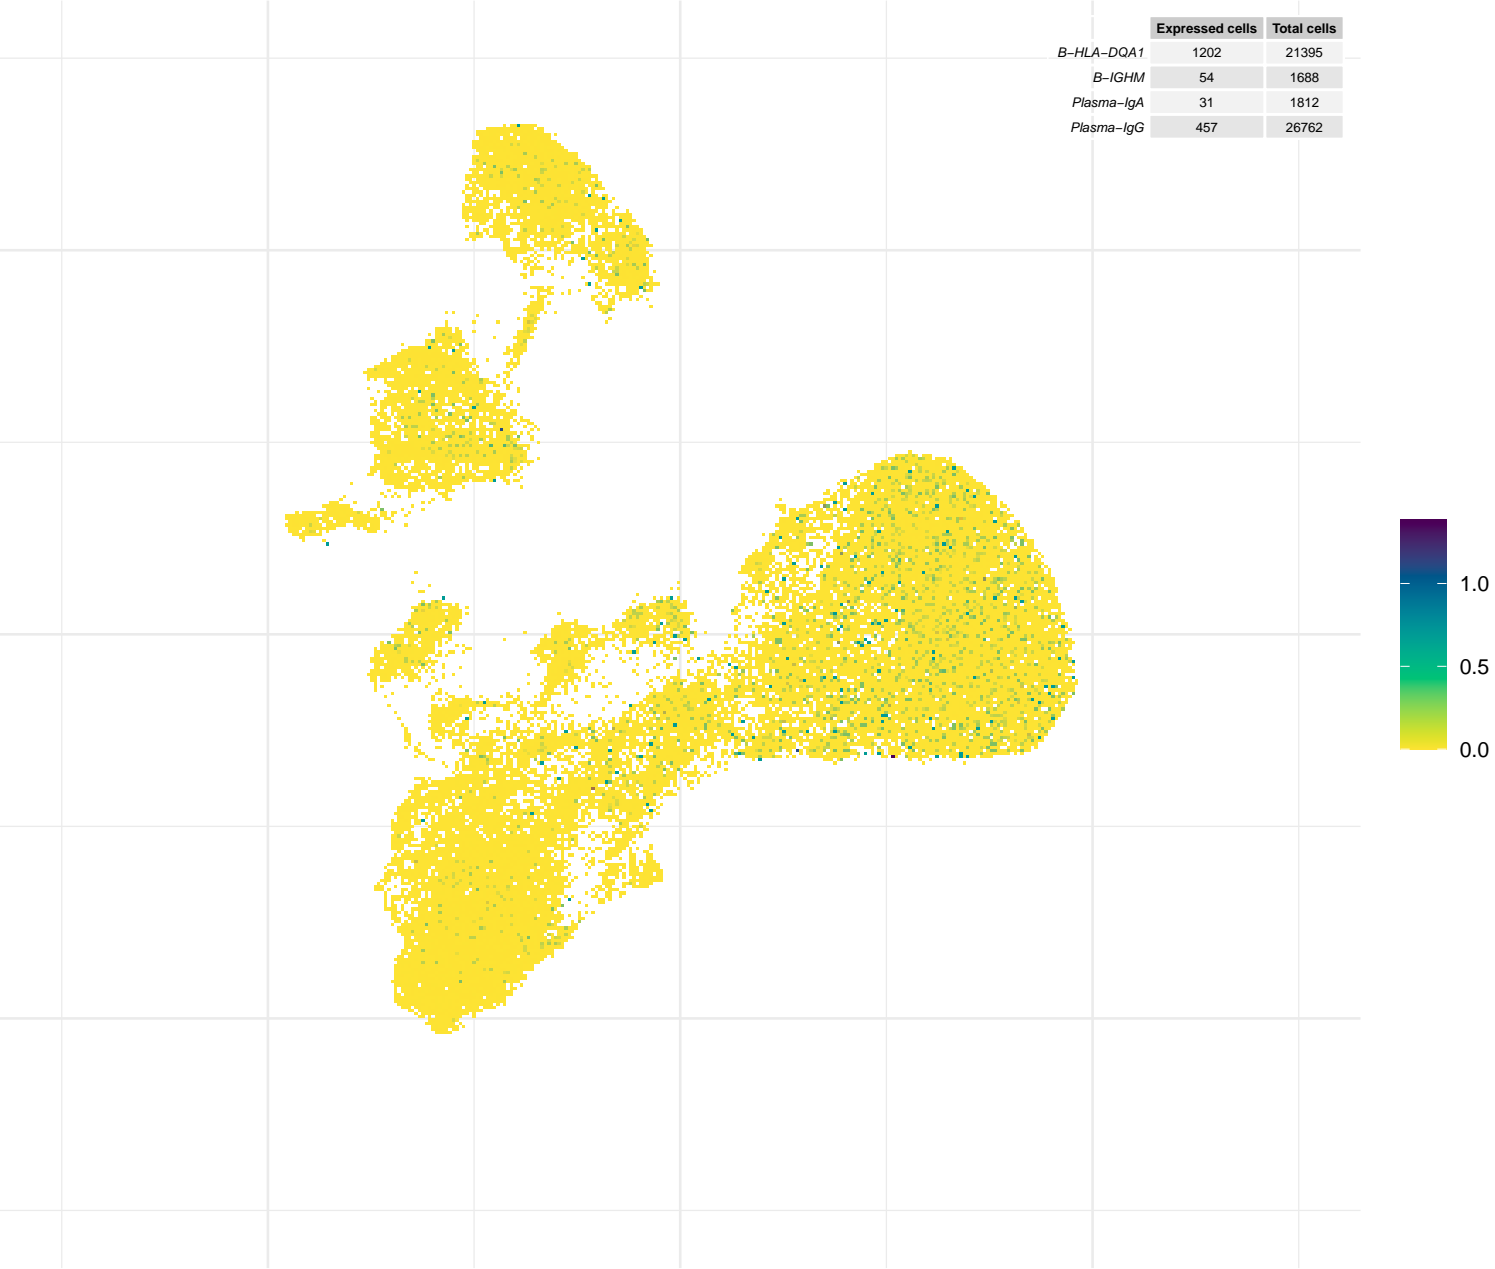 Expressed cells Total cells
B−HLA−DQA1 1202 21395
B−IGHM 54 1688
Plasma−IgA 31 1812
Plasma−IgG 457 26762
1.0
0.5
0.0